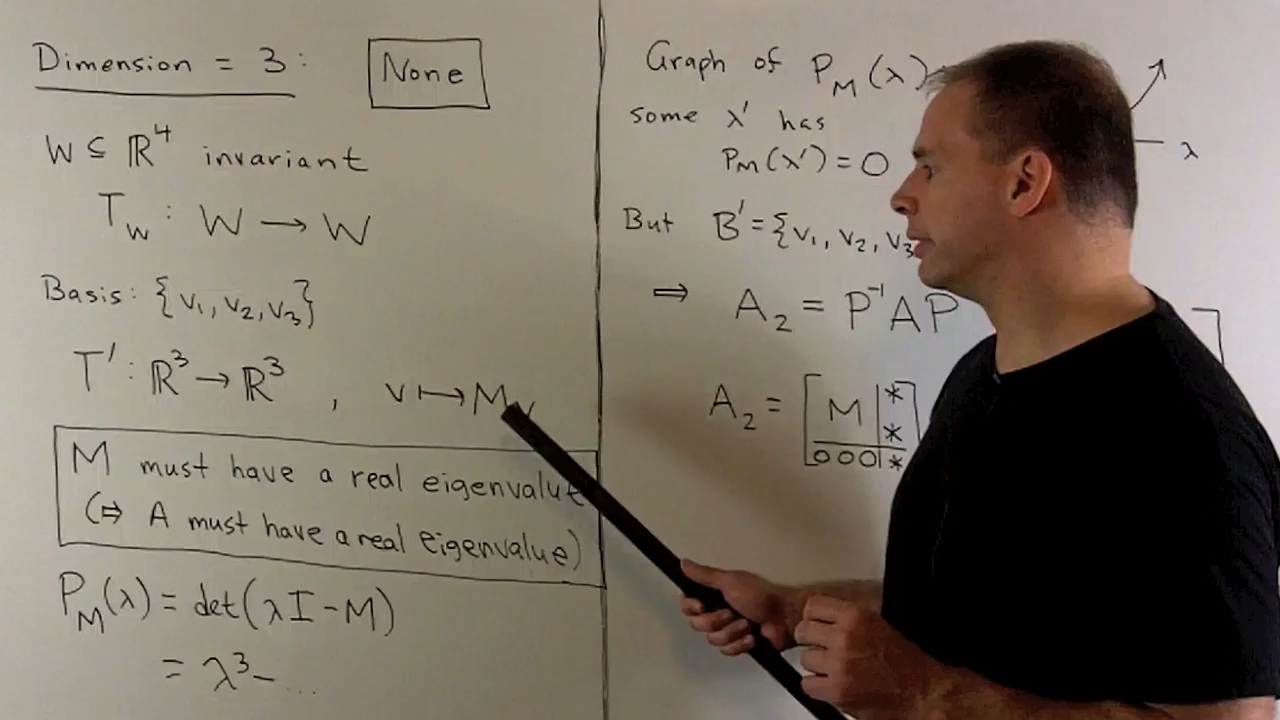 Dimension = 3:
None
W ⊆ ℝ⁴ invariant
T_W : W → W
Basis: {v₁, v₂, v₃}
T' : ℝ³ → ℝ³ , v ↦ Mv
M must have a real eigenvalue
(⇒ A must have a real eigenvalue)
P_M(λ) = det(λI - M)
= λ³ - ...
Graph of P_M(λ)
λ
some λ' has
P_M(λ') = 0
But B' = {v₁, v₂, v₃
⇒ A₂ = P⁻¹AP
A₂ = [M | * * ; 0 0 0 | *]